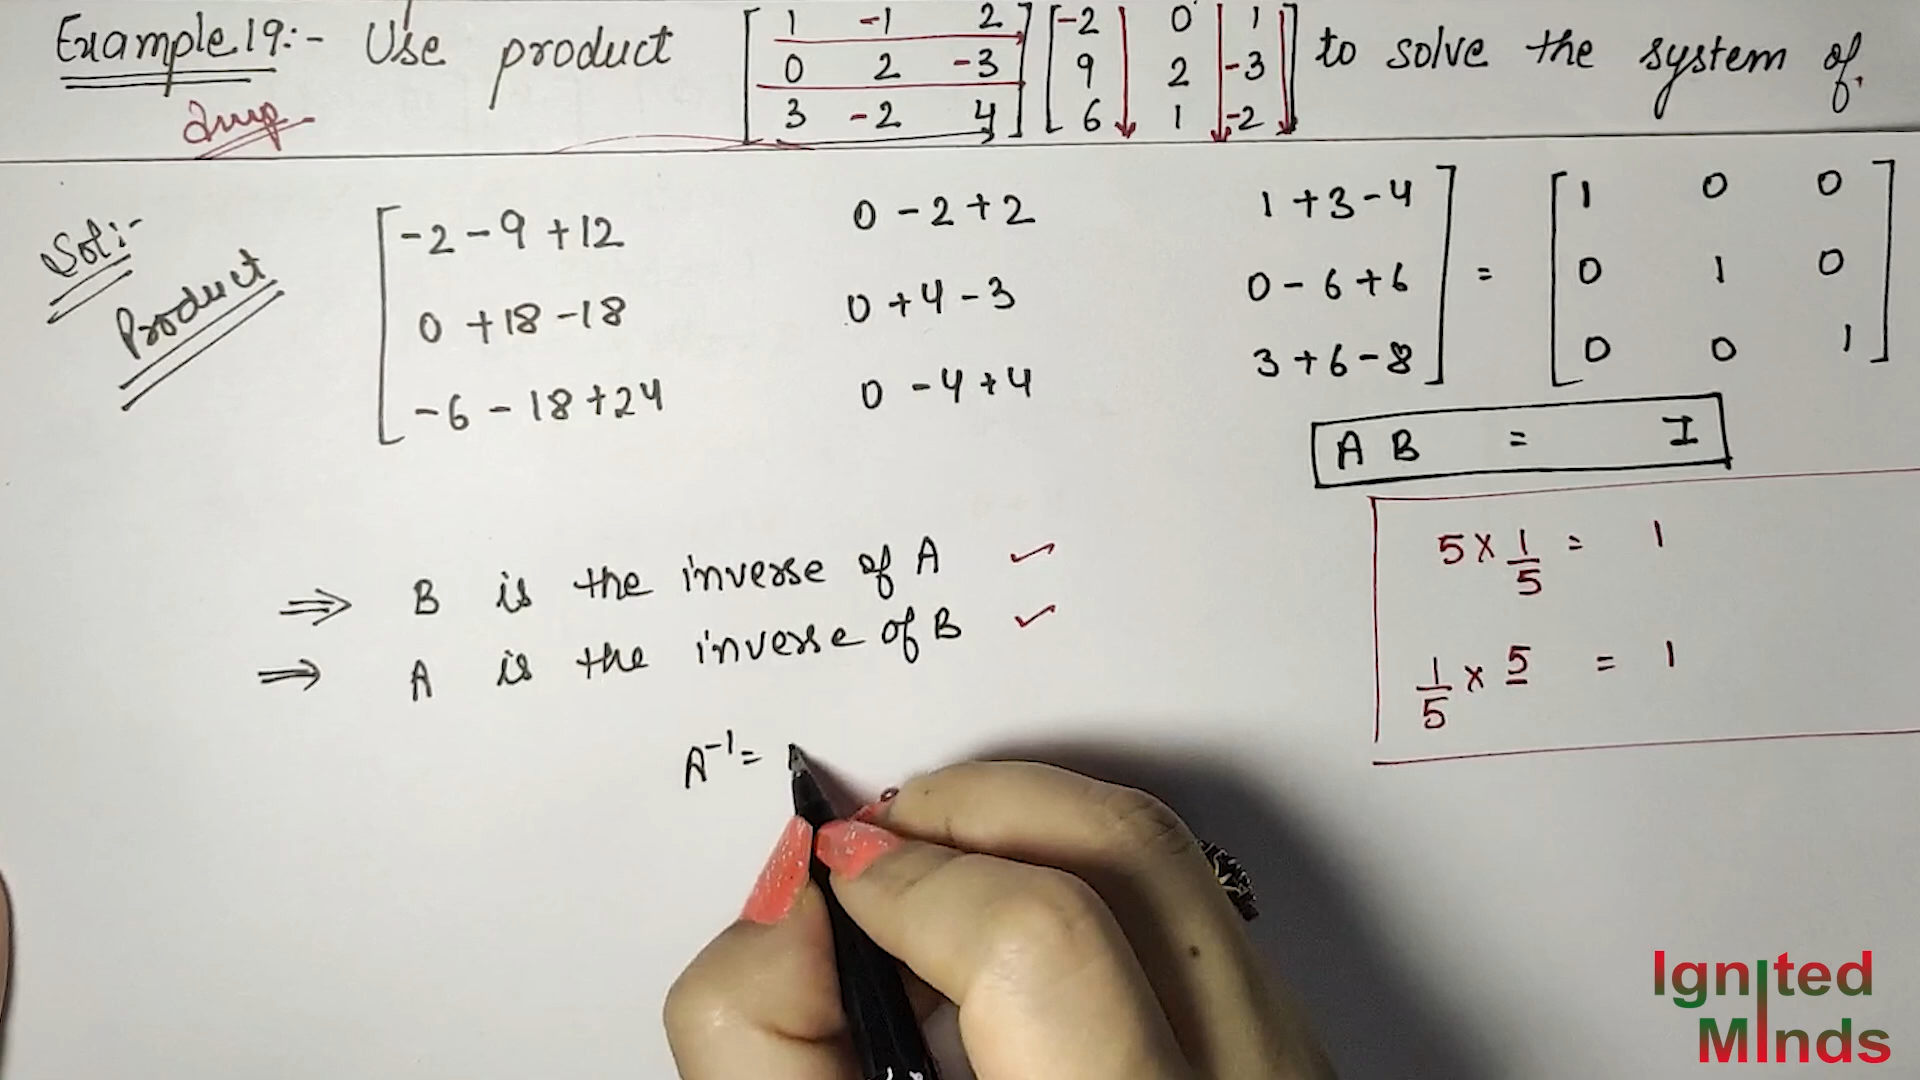 Example 19:- Use product [ 1 -1 2 ] [ -2 0 1 ] to solve the system of.
0 2 -3 9 2 -3
3 -2 4 6 1 -2
Imp.
Sol:-
Product
-2 - 9 + 12 0 - 2 + 2 1 + 3 - 4 = 1 0 0
0 + 18 - 18 0 + 4 - 3 0 - 6 + 6 0 1 0
-6 - 18 + 24 0 - 4 + 4 3 + 6 - 8 0 0 1
A B = I
5 × 1/5 = 1
⇒ B is the inverse of A ✓
⇒ A is the inverse of B ✓
1/5 × 5 = 1
A⁻¹ =
Ignited
Minds